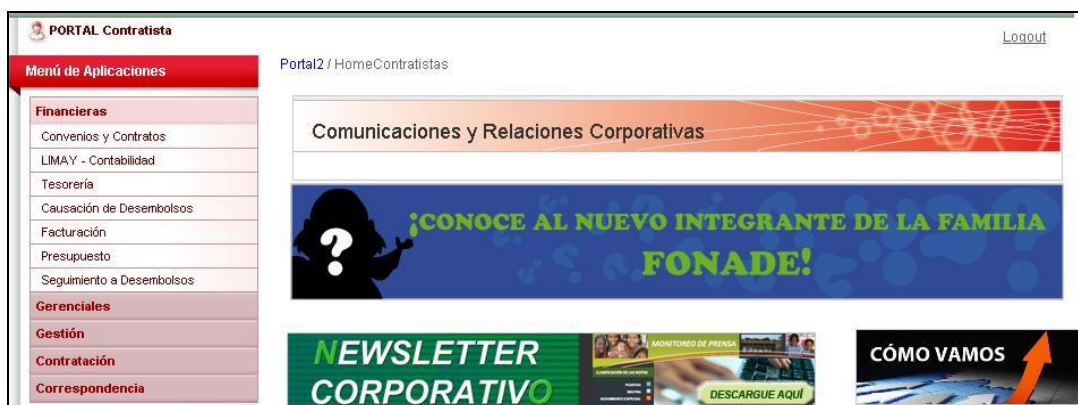 PORTAL Contratista
Logout
Menú de Aplicaciones
Portal2 / HomeContratistas
Financieras
Convenios y Contratos
LIMAY - Contabilidad
Tesorería
Causación de Desembolsos
Facturación
Presupuesto
Seguimiento a Desembolsos
Gerenciales
Gestión
Contratación
Correspondencia
Comunicaciones y Relaciones Corporativas
?
¡CONOCE AL NUEVO INTEGRANTE DE LA FAMILIA
FONADE!
NEWSLETTER
CORPORATIVO
MONITOREO DE PRENSA
DESCARGUE AQUÍ
CÓMO VAMOS